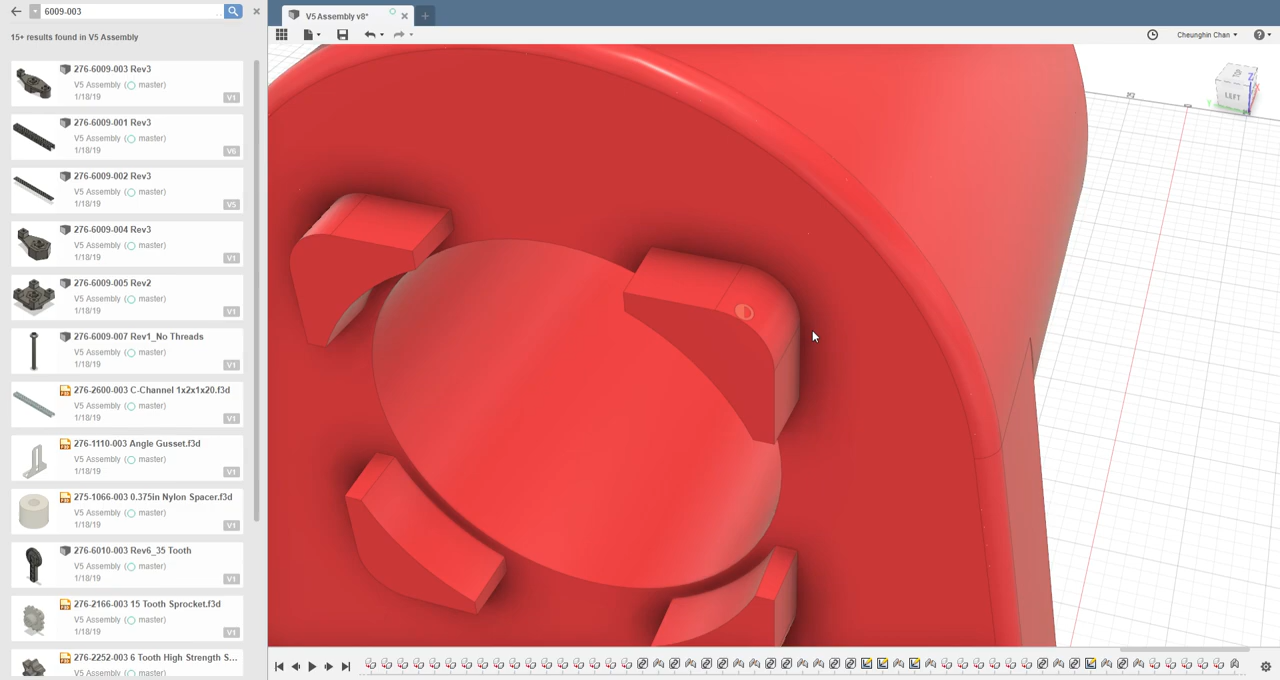 6009-003
15+ results found in V5 Assembly
276-6009-003 Rev3
V5 Assembly ( master)
1/18/19
V1
276-6009-001 Rev3
V5 Assembly ( master)
1/18/19
V6
276-6009-002 Rev3
V5 Assembly ( master)
1/18/19
V5
276-6009-004 Rev3
V5 Assembly ( master)
1/18/19
V1
276-6009-005 Rev2
V5 Assembly ( master)
1/18/19
V1
276-6009-007 Rev1_No Threads
V5 Assembly ( master)
1/18/19
V1
276-2600-003 C-Channel 1x2x1x20.f3d
V5 Assembly ( master)
1/18/19
V1
276-1110-003 Angle Gusset.f3d
V5 Assembly ( master)
1/18/19
V1
275-1066-003 0.375in Nylon Spacer.f3d
V5 Assembly ( master)
1/18/19
V1
276-6010-003 Rev6_35 Tooth
V5 Assembly ( master)
1/18/19
V1
276-2166-003 15 Tooth Sprocket.f3d
V5 Assembly ( master)
1/18/19
V1
276-2252-003 6 Tooth High Strength S...
V5 Assembly ( master)
V5 Assembly v8*
Cheunghin Chan
Z
LEFT